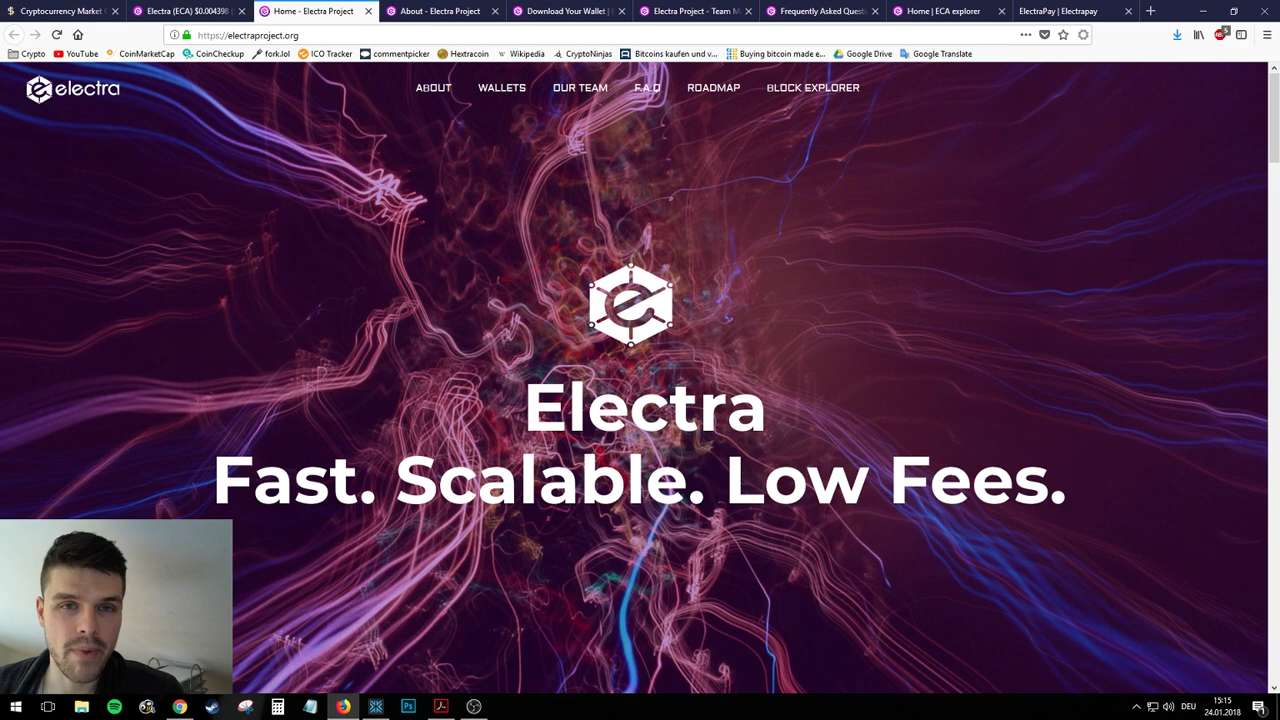 Cryptocurrency Market C
Electra (ECA) $0.004398 (
Home - Electra Project
About - Electra Project
Download Your Wallet |
Electra Project - Team M
Frequently Asked Questi
Home | ECA explorer
ElectraPay | Electrapay
https://electraproject.org
Crypto
YouTube
CoinMarketCap
CoinCheckup
fork.lol
ICO Tracker
commentpicker
Hextracoin
Wikipedia
CryptoNinjas
Bitcoins kaufen und v...
Buying bitcoin made e...
Google Drive
Google Translate
electra
ABOUT
WALLETS
OUR TEAM
F.A.Q
ROADMAP
BLOCK EXPLORER
Electra
Fast. Scalable. Low Fees.
DEU
15:15
24.01.2018